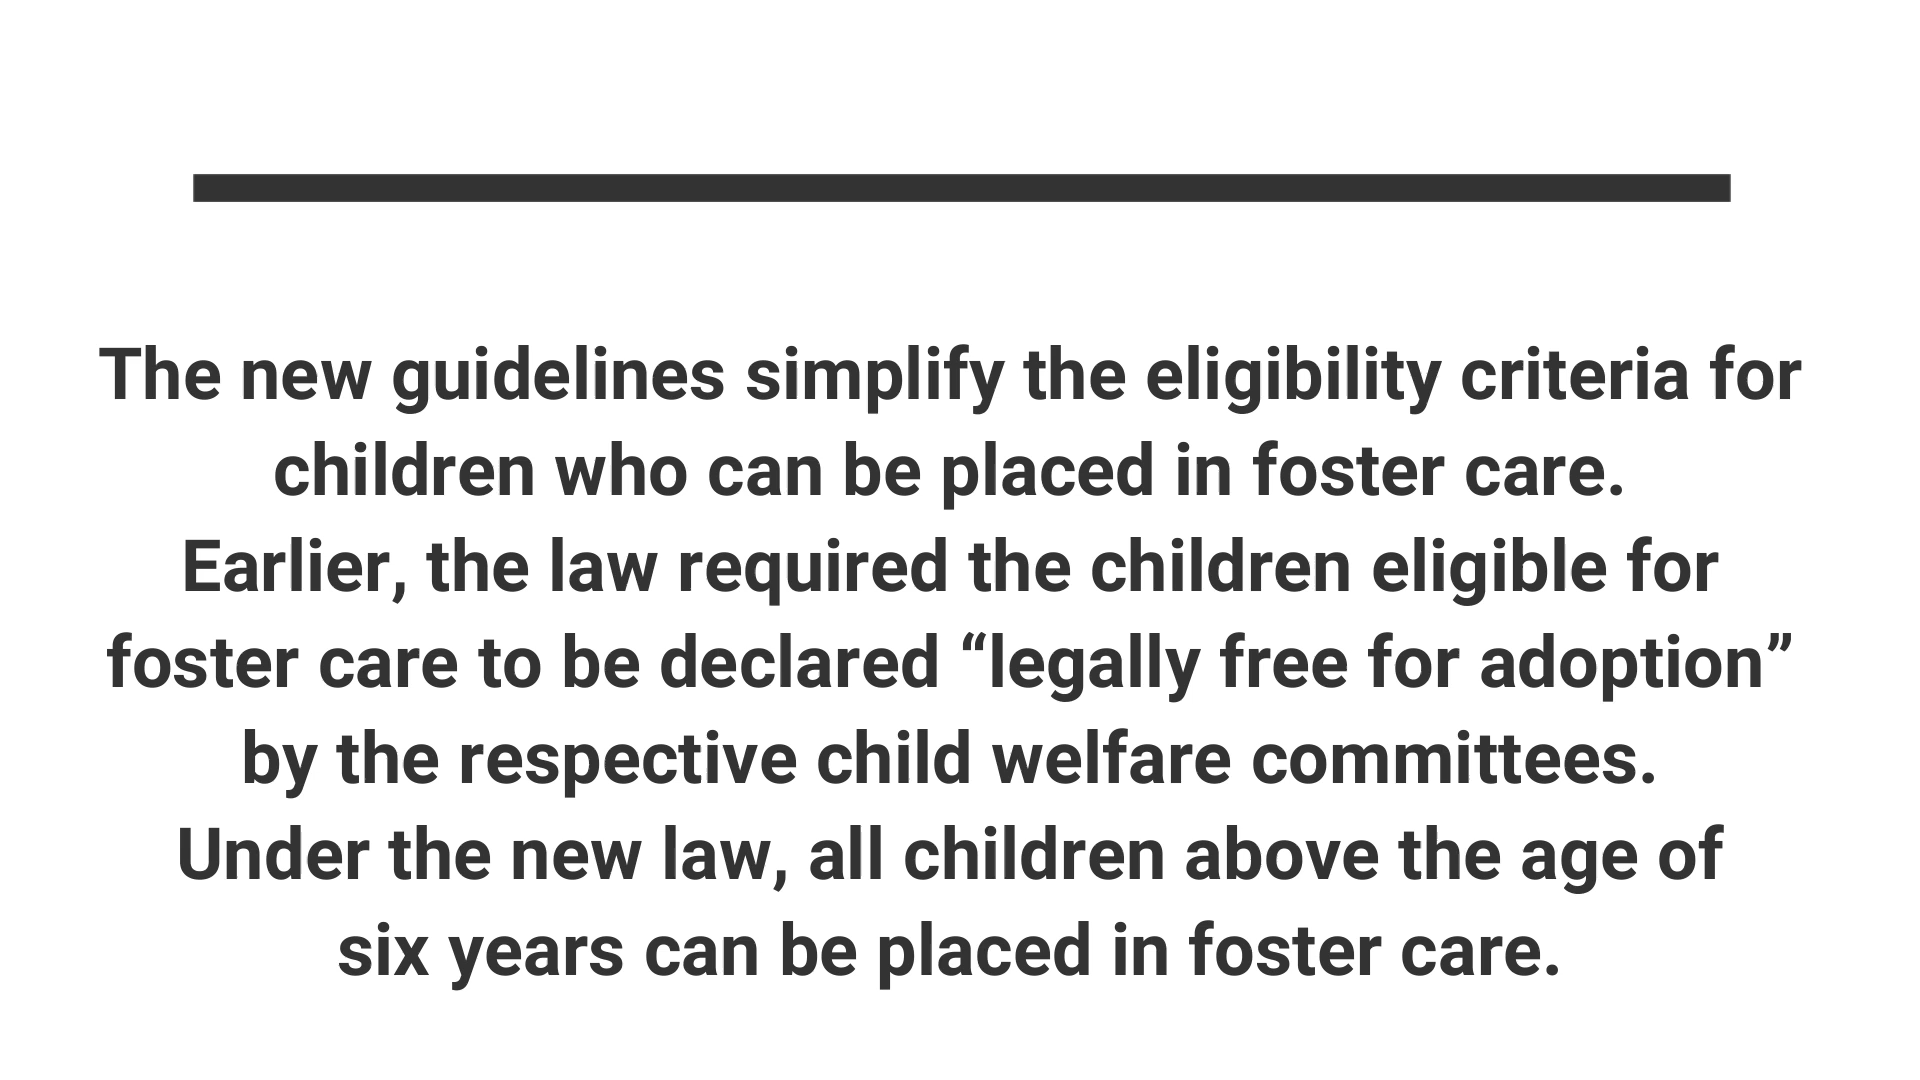 The new guidelines simplify the eligibility criteria for
children who can be placed in foster care.
Earlier, the law required the children eligible for
foster care to be declared “legally free for adoption”
by the respective child welfare committees.
Under the new law, all children above the age of
six years can be placed in foster care.